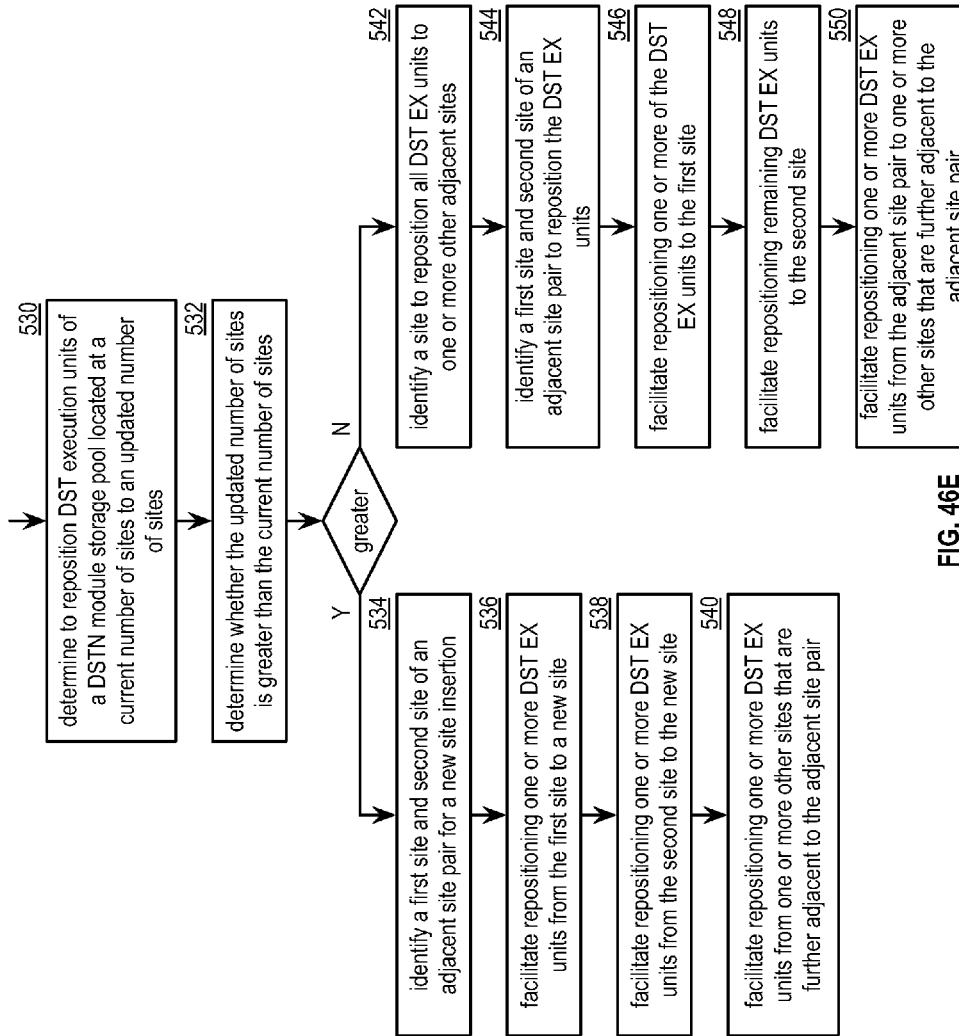 530
determine to reposition DST execution units of
a DSTN module storage pool located at a
current number of sites to an updated number
of sites
532
determine whether the updated number of sites
is greater than the current number of sites
greater
Y
N
534
identify a first site and second site of an
adjacent site pair for a new site insertion
536
facilitate repositioning one or more DST EX
units from the first site to a new site
538
facilitate repositioning one or more DST EX
units from the second site to the new site
540
facilitate repositioning one or more DST EX
units from one or more other sites that are
further adjacent to the adjacent site pair
542
identify a site to reposition all DST EX units to
one or more other adjacent sites
544
identify a first site and second site of an
adjacent site pair to reposition the DST EX
units
546
facilitate repositioning one or more of the DST
EX units to the first site
548
facilitate repositioning remaining DST EX units
to the second site
550
facilitate repositioning one or more DST EX
units from the adjacent site pair to one or more
other sites that are further adjacent to the
adjacent site pair
FIG. 46E